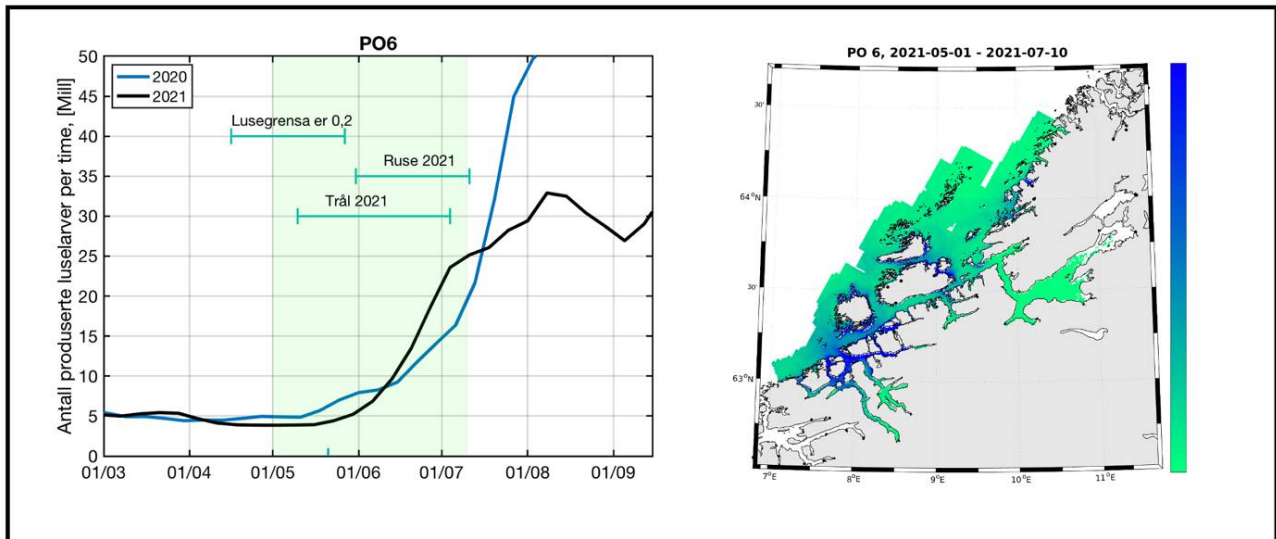 PO6
Antall produserte luselarver per time, [Mill]
50
45
40
35
30
25
20
15
10
5
0
2020
2021
Lusegrensa er 0,2
Ruse 2021
Trål 2021
01/03 01/04 01/05 01/06 01/07 01/08 01/09
PO 6, 2021-05-01 - 2021-07-10
30'
64°N
30'
63°N
7°E 8°E 9°E 10°E 11°E